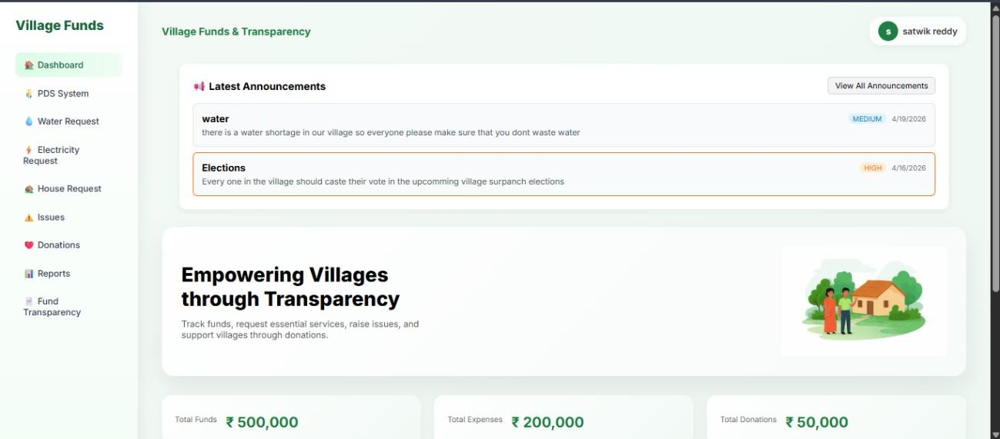 Village Funds
Dashboard
PDS System
Water Request
Electricity
Request
House Request
Issues
Donations
Reports
Fund
Transparency
Village Funds & Transparency
s satwik reddy
Latest Announcements
View All Announcements
water
MEDIUM 4/19/2026
there is a water shortage in our village so everyone please make sure that you dont waste water
Elections
HIGH 4/16/2026
Every one in the village should caste their vote in the upcomming village surpanch elections
Empowering Villages
through Transparency
Track funds, request essential services, raise issues, and
support villages through donations.
Total Funds ₹ 500,000
Total Expenses ₹ 200,000
Total Donations ₹ 50,000